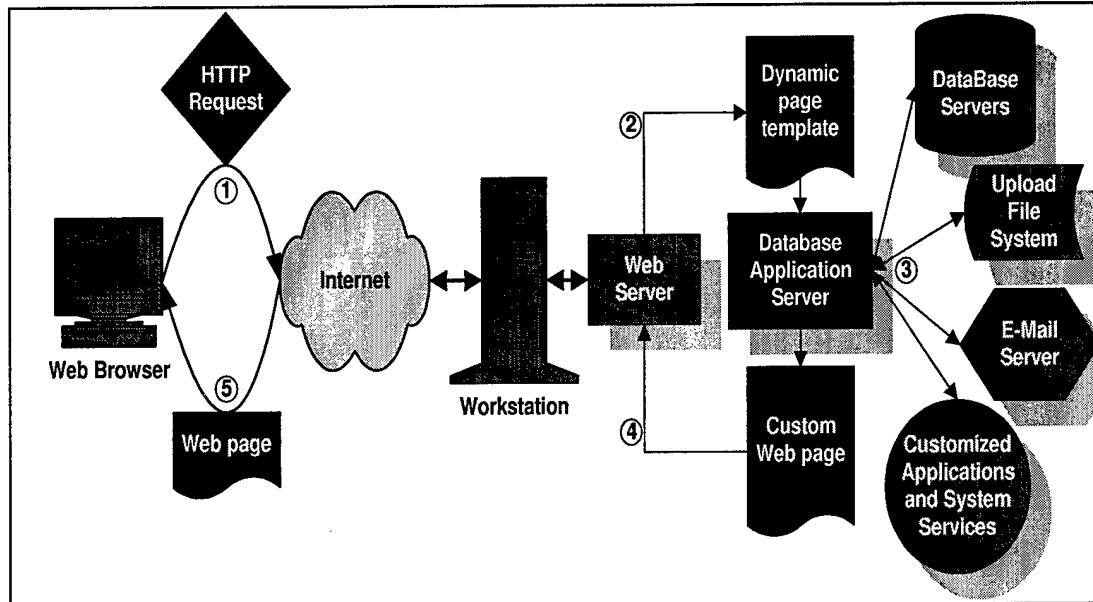 HTTP
Request
①
Web Browser
⑤
Web page
Internet
Workstation
Web
Server
②
Dynamic
page
template
Database
Application
Server
③
④
Custom
Web page
DataBase
Servers
Upload
File
System
E-Mail
Server
Customized
Applications
and System
Services